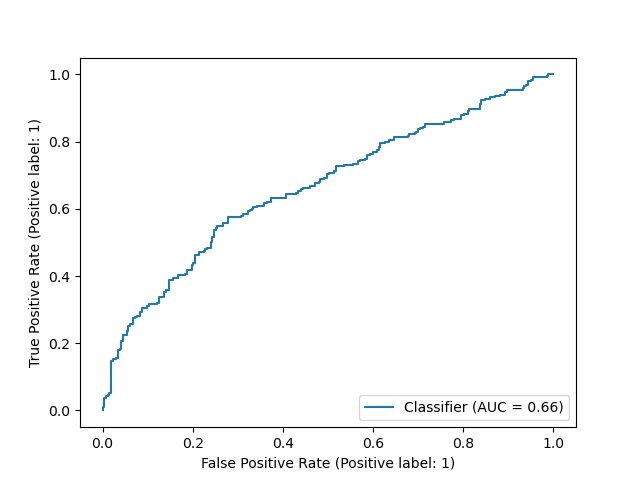 1.0
0.8
0.6
0.4
0.2
0.0
True Positive Rate (Positive label: 1)
Classifier (AUC = 0.66)
0.0 0.2 0.4 0.6 0.8 1.0
False Positive Rate (Positive label: 1)